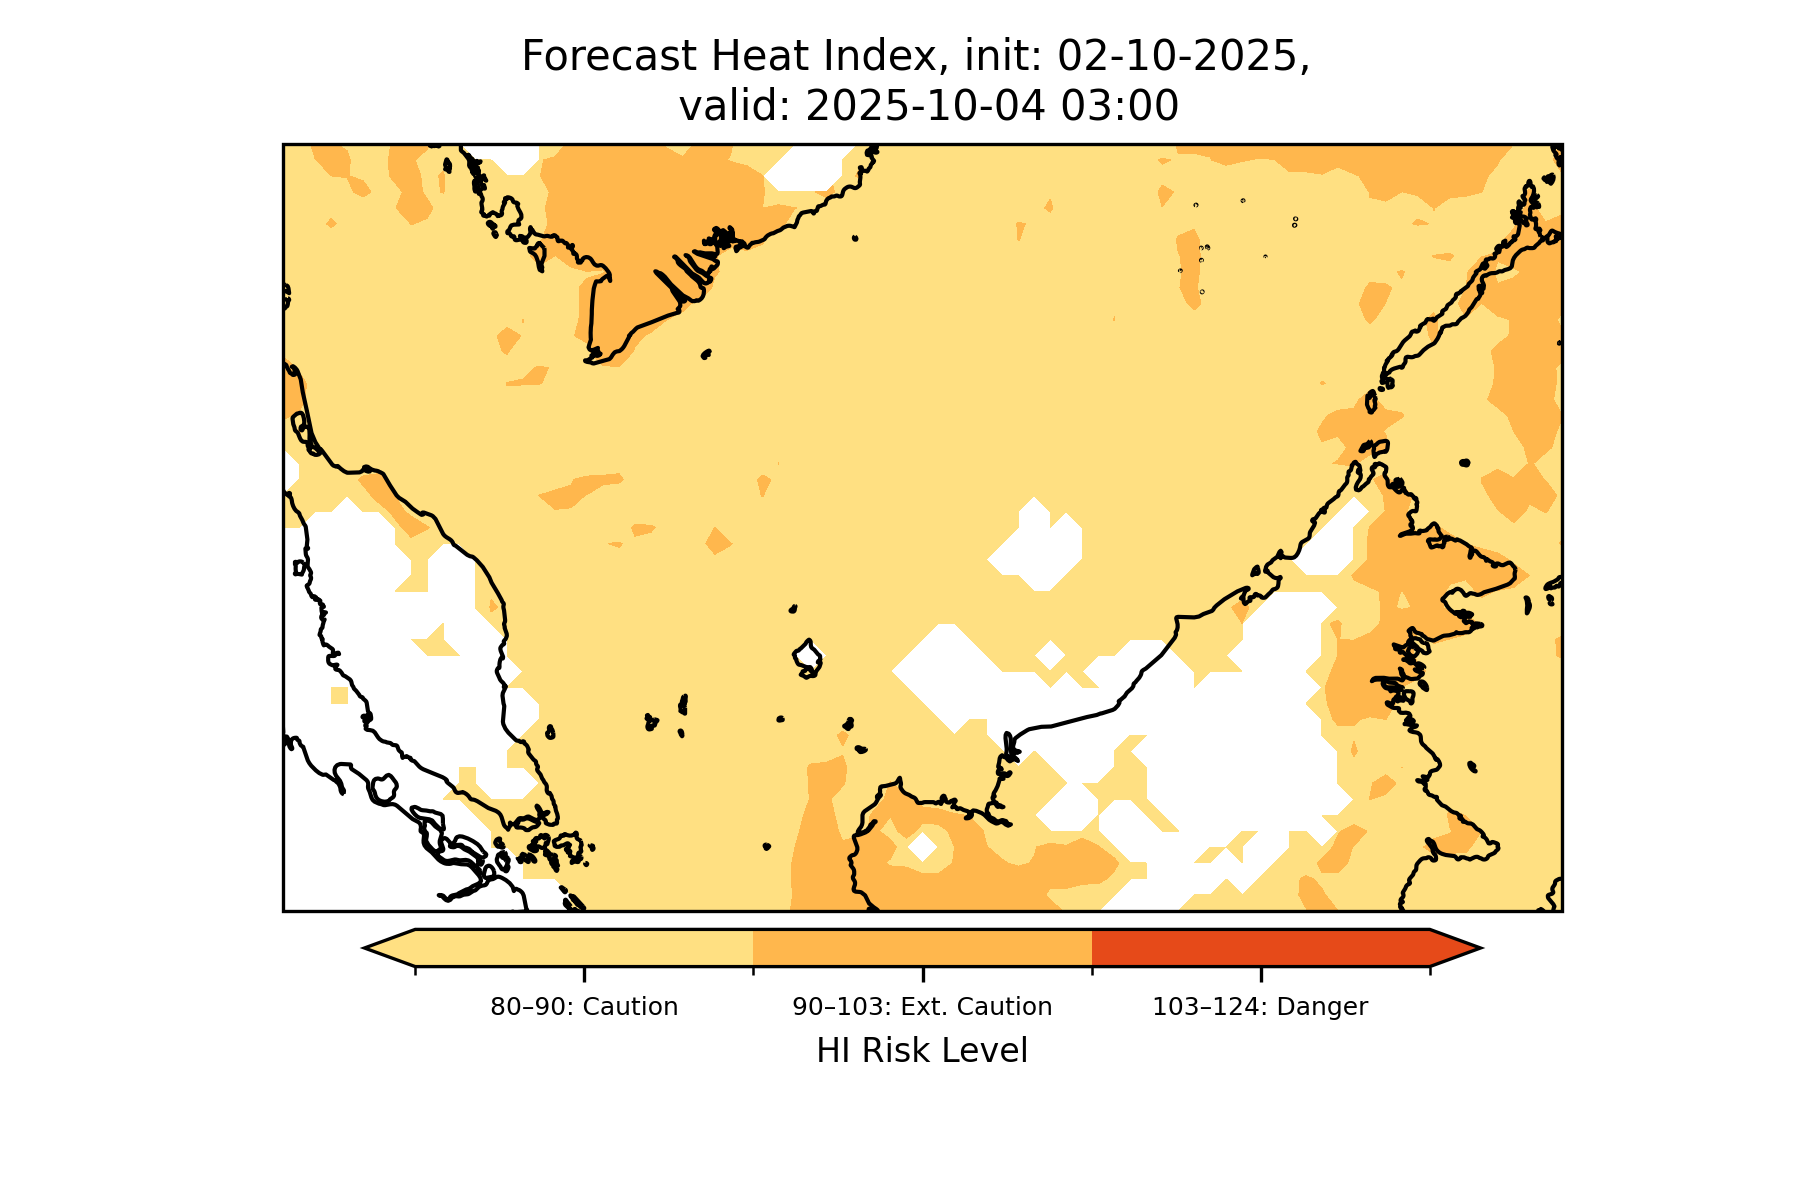 Forecast Heat Index, init: 02-10-2025,
valid: 2025-10-04 03:00
80–90: Caution
90–103: Ext. Caution
103–124: Danger
HI Risk Level